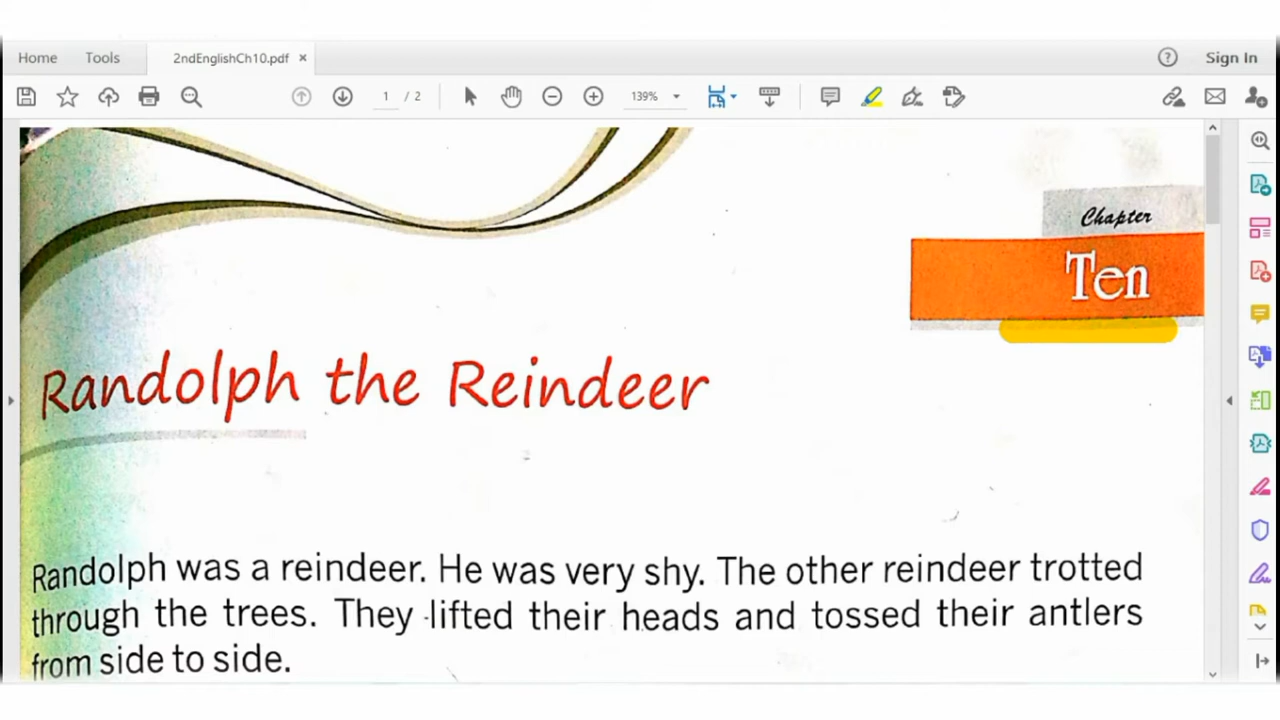 Home Tools 2ndEnglishCh10.pdf × Sign In
1 / 2 139%
Chapter
Ten
Randolph the Reindeer
Randolph was a reindeer. He was very shy. The other reindeer trotted
through the trees. They lifted their heads and tossed their antlers
from side to side.